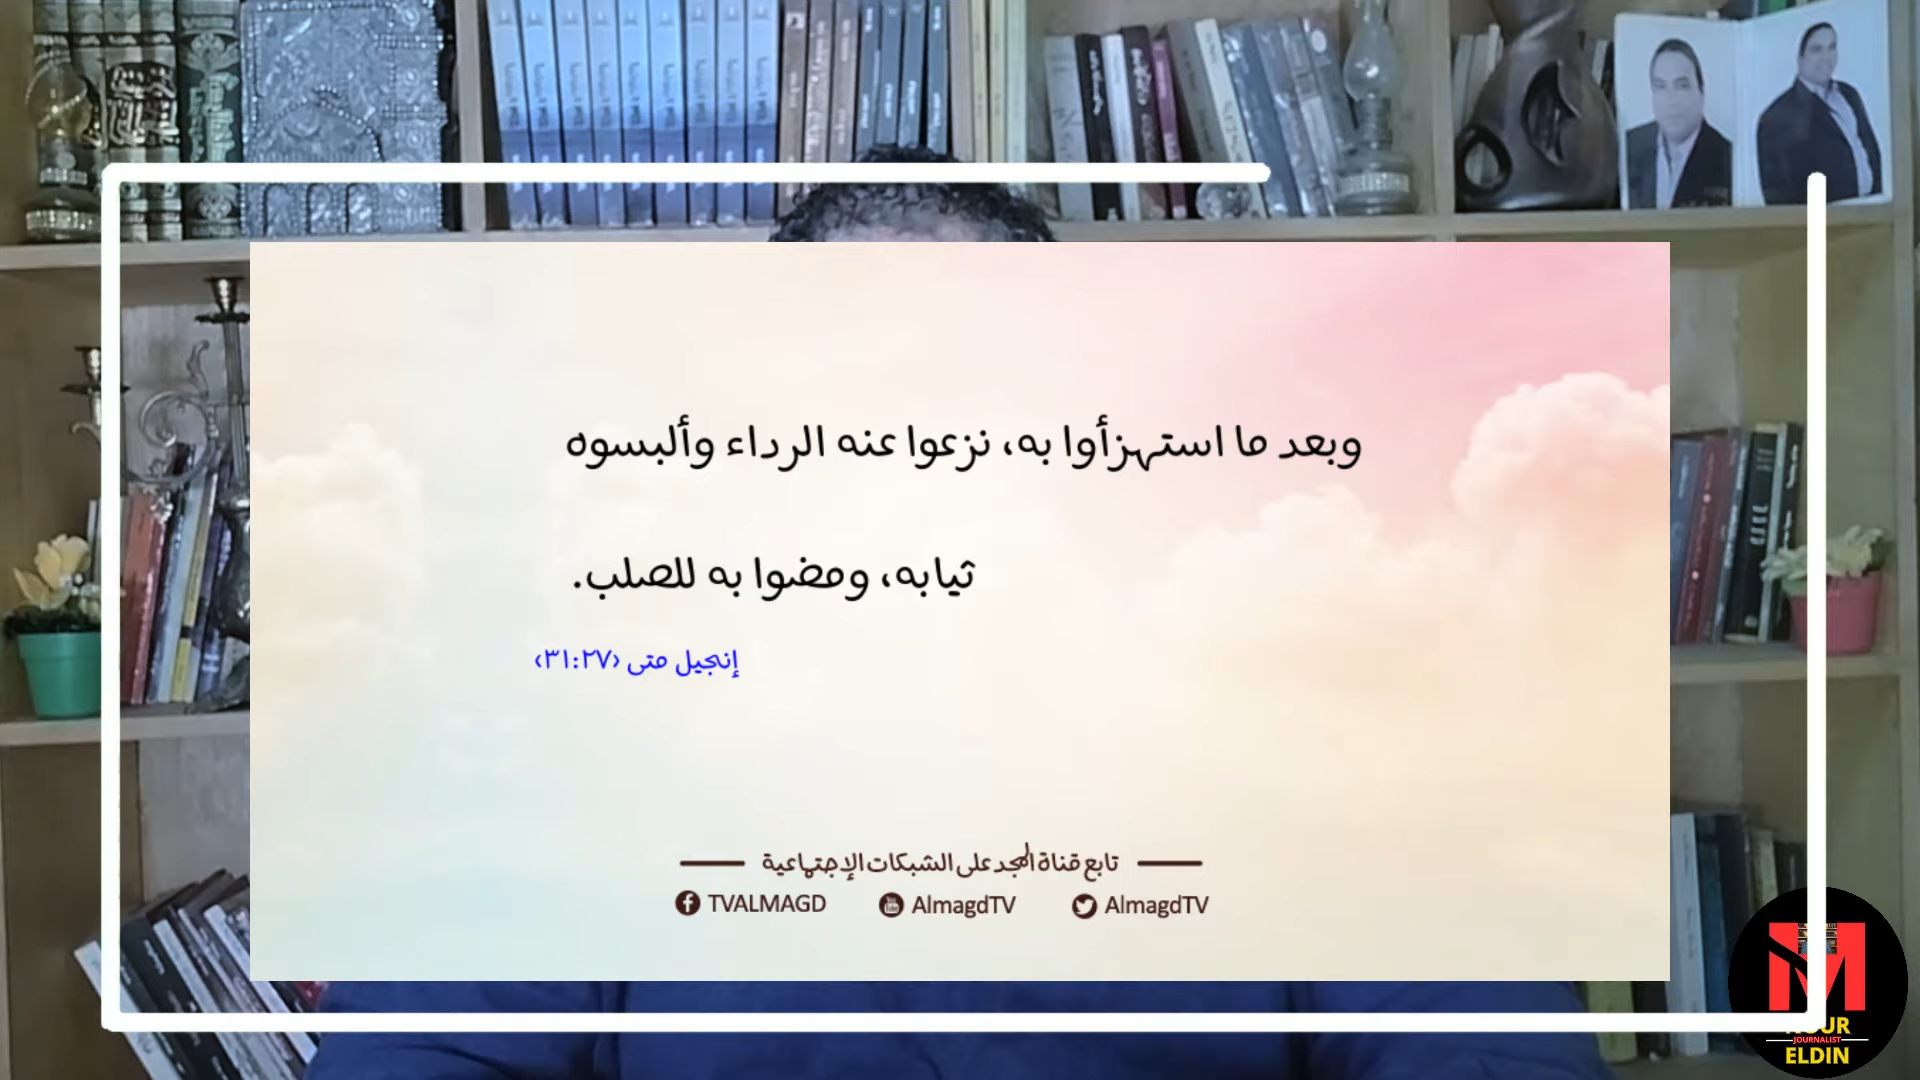 وبعد ما استهزأوا به، نزعوا عنه الرداء وألبسوه
ثيابه، ومضوا به للصلب.
إنجيل متى ‹٣١:٢٧›
تابع قناة المجد على الشبكات الإجتماعية
TVALMAGD AlmagdTV AlmagdTV
M
NOUR
JOURNALIST
ELDIN